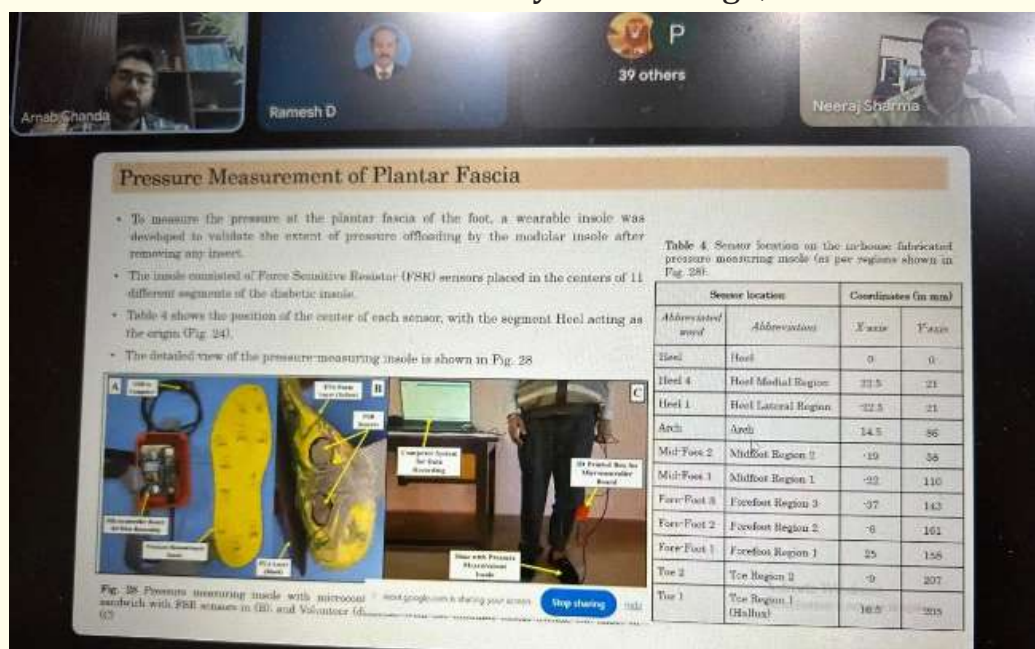 Arnab Chanda
Ramesh D
P
39 others
Neeraj Sharma
Pressure Measurement of Plantar Fascia
• To measure the pressure at the plantar fascia of the foot, a wearable insole was
developed to validate the extent of pressure offloading by the modular insole after
removing any insert.
• The insole consisted of Force Sensitive Resistor (FSR) sensors placed in the centers of 11
different segments of the diabetic insole.
• Table 4 shows the position of the center of each sensor, with the segment Heel acting as
the origin (Fig. 24).
• The detailed view of the pressure measuring insole is shown in Fig. 28
A
B
C
Computer System
for Data
Recording
3D Printed Box for
Microcontroller
Board
FSR
Sensors
Shoe with Pressure
Measurement
Insole
Fig. 28 Pressure measuring insole with
sandwich with FSR sensors in (B), and Volunteer
(C)
meet.google.com is sharing your screen
Stop sharing
Hide
Table 4. Sensor location on the in-house fabricated
pressure measuring insole (as per regions shown in
Fig. 28).
Sensor location Coordinates (in mm)
Abbreviated word Abbreviations X-axis Y-axis
Heel Heel 0 0
Heel 4 Heel Medial Region 22.5 21
Heel 1 Heel Lateral Region -22.5 21
Arch Arch 14.5 86
Mid-Foot 2 Midfoot Region 2 -19 58
Mid-Foot 1 Midfoot Region 1 -22 110
Fore-Foot 3 Forefoot Region 3 -37 143
Fore-Foot 2 Forefoot Region 2 -6 161
Fore-Foot 1 Forefoot Region 1 25 158
Toe 2 Toe Region 2 -9 207
Toe 1 Toe Region 1 (Hallux) 16.5 205